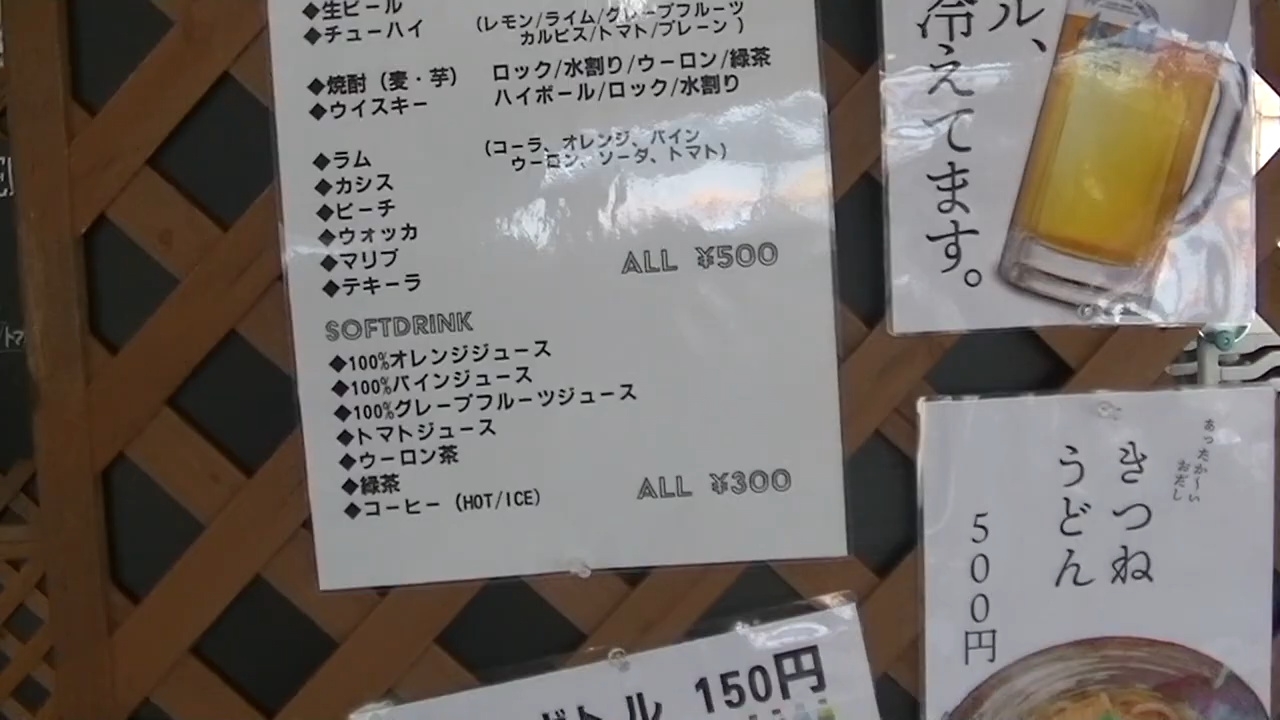 ◆生ビール
◆チューハイ (レモン/ライム/グレープフルーツ
カルピス/トマト/プレーン )
◆焼酎 (麦・芋) ロック/水割り/ウーロン/緑茶
◆ウイスキー ハイボール/ロック/水割り
◆ラム (コーラ、オレンジ、パイン
ウーロン、ソーダ、トマト)
◆カシス
◆ピーチ
◆ウォッカ
◆マリブ
◆テキーラ
ALL ¥500
SOFTDRINK
◆100%オレンジジュース
◆100%パインジュース
◆100%グレープフルーツジュース
◆トマトジュース
◆ウーロン茶
◆緑茶
◆コーヒー (HOT/ICE)
ALL ¥300
ル、
冷えてます。
あったか〜い
おだし
きつね
うどん
500円
トル 150円